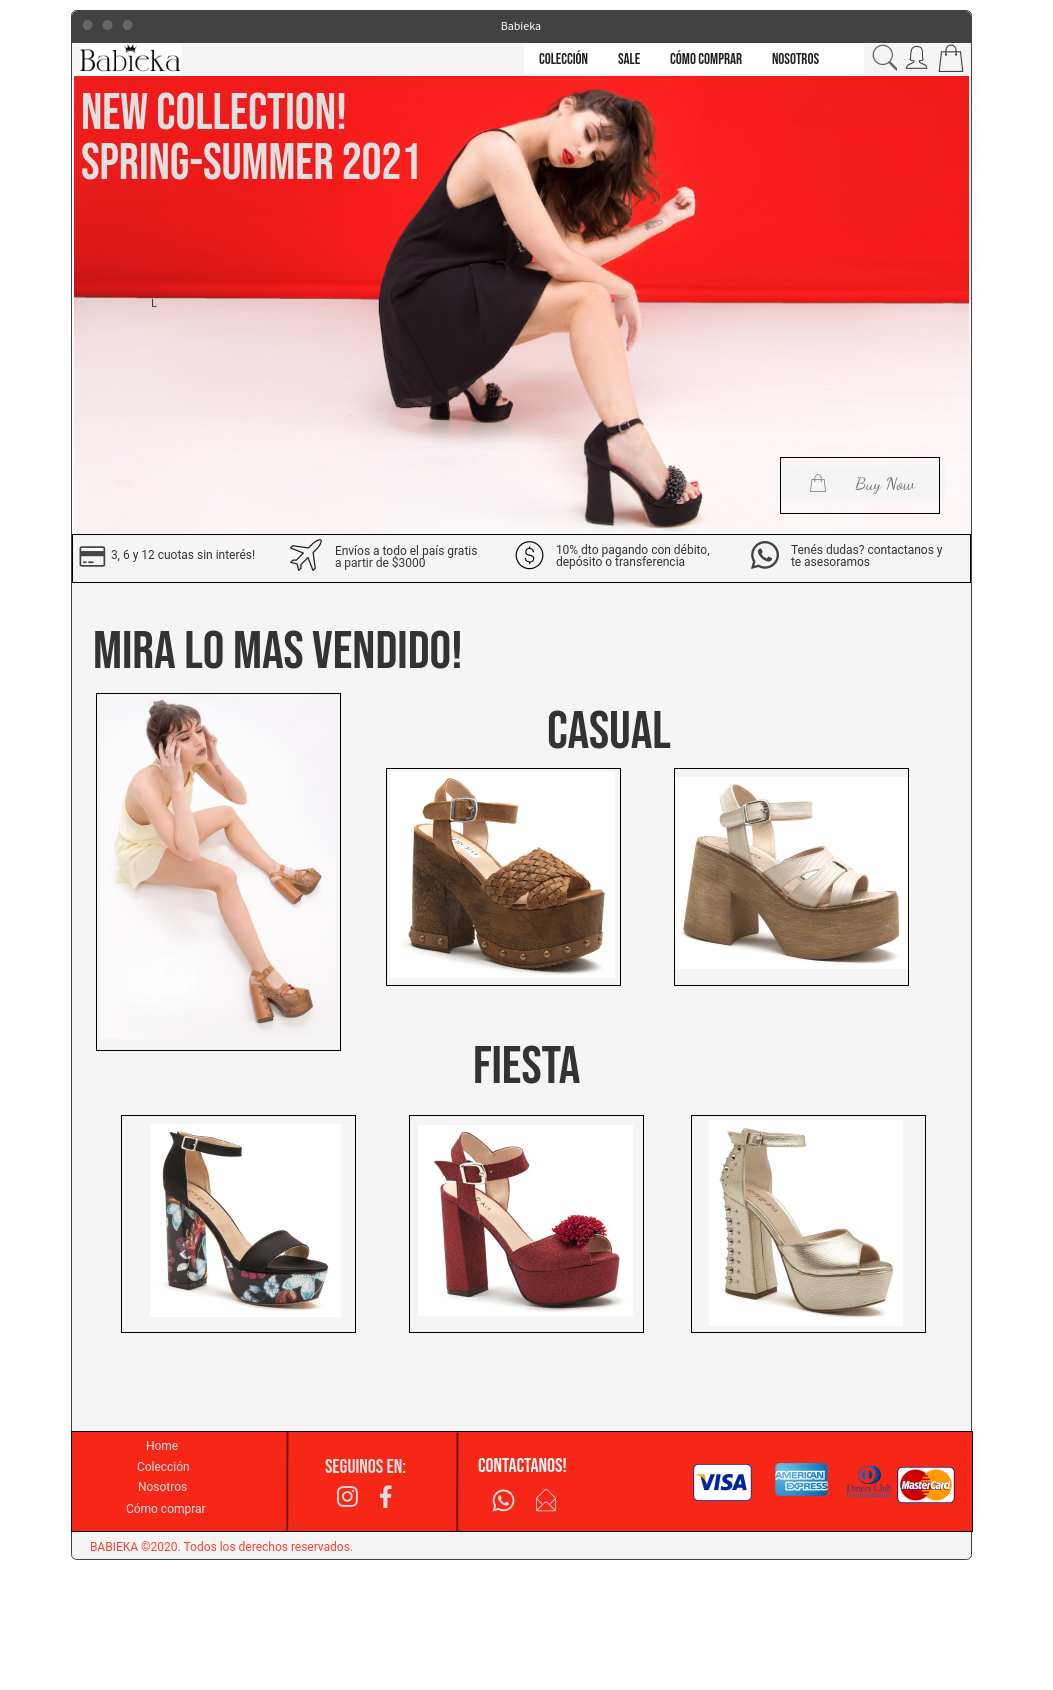 Babieka
Babieka
COLECCIÓN SALE CÓMO COMPRAR NOSOTROS
NEW COLLECTION!
SPRING-SUMMER 2021
L
Buy Now
3, 6 y 12 cuotas sin interés!
Envíos a todo el país gratis
a partir de $3000
$
10% dto pagando con débito,
depósito o transferencia
Tenés dudas? contactanos y
te asesoramos
MIRA LO MAS VENDIDO!
CASUAL
FIESTA
Home
Colección
Nosotros
Cómo comprar
SEGUINOS EN:
CONTACTANOS!
VISA
AMERICAN
EXPRESS
Diners Club
MasterCard
BABIEKA ©2020. Todos los derechos reservados.